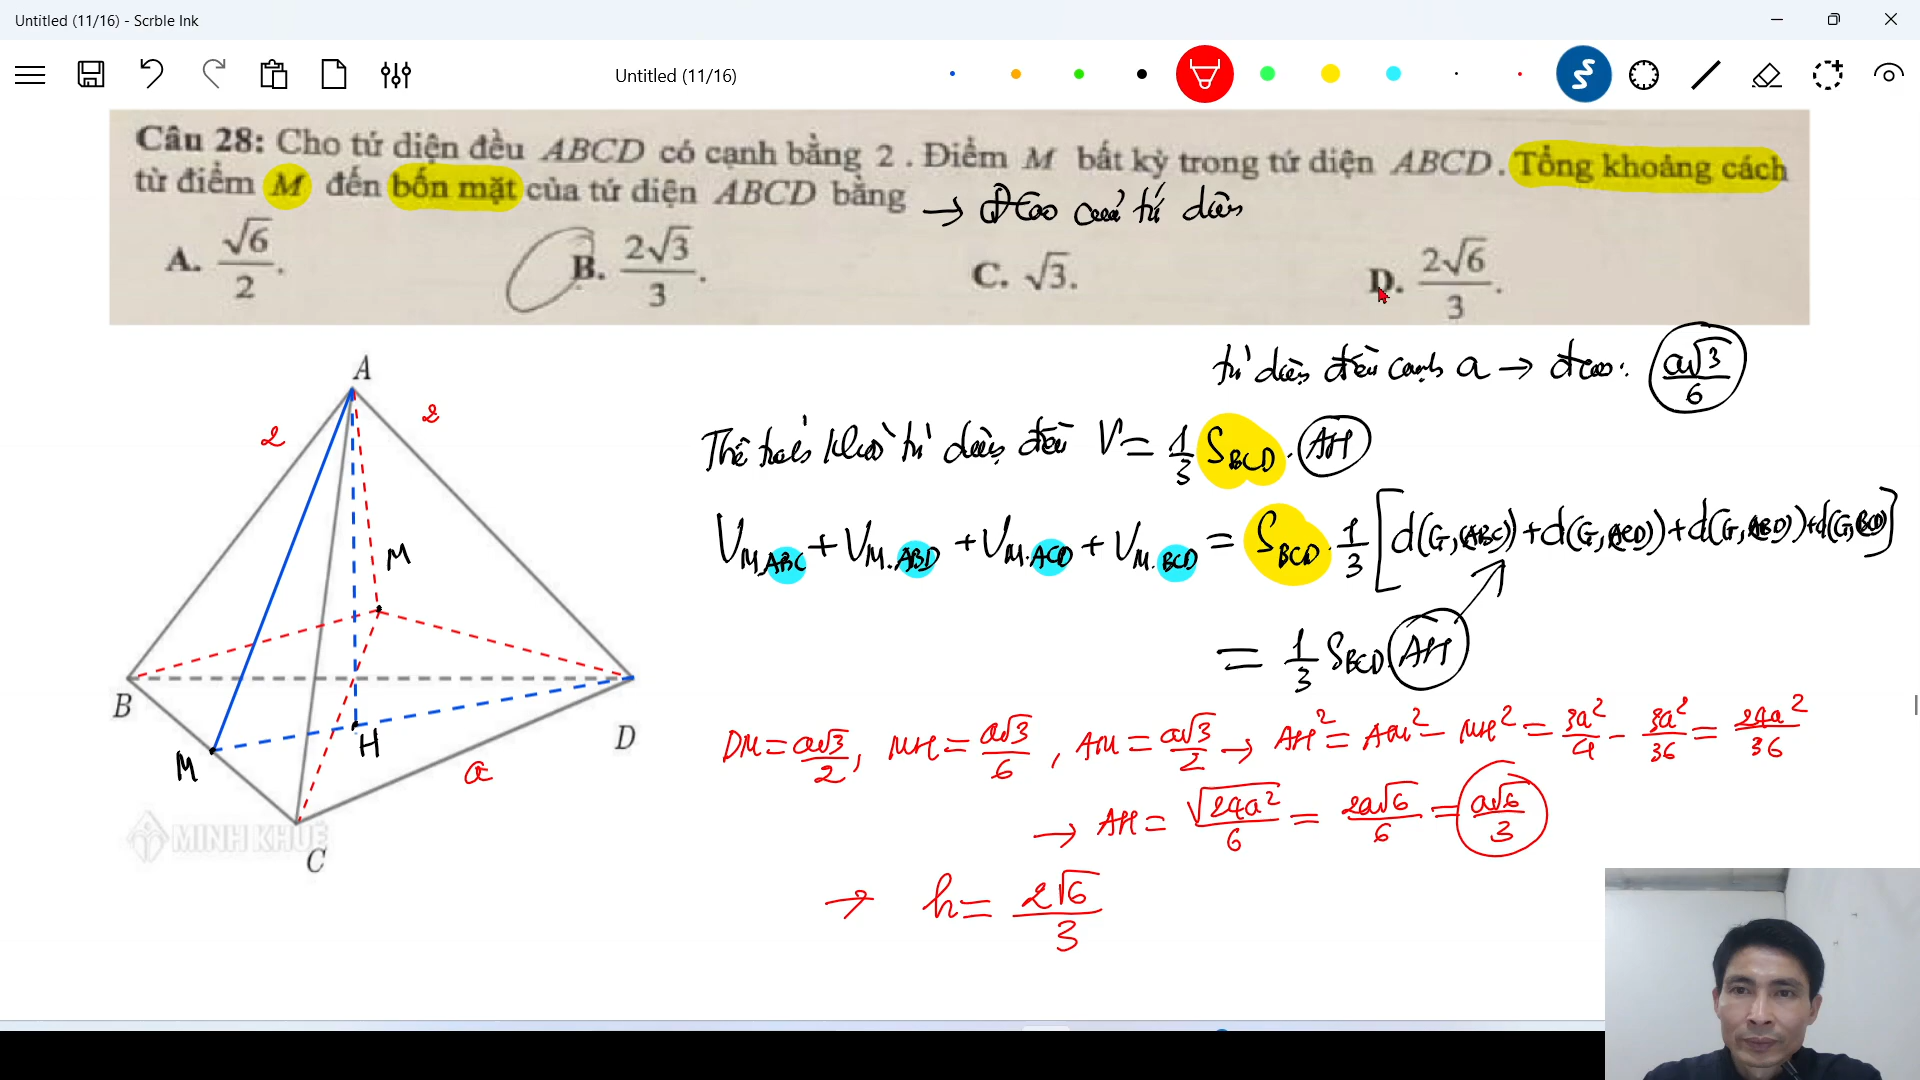 Untitled (11/16) - Scrble Ink
Untitled (11/16)
Câu 28: Cho tứ diện đều ABCD có cạnh bằng 2 . Điểm M bất kỳ trong tứ diện ABCD. Tổng khoảng cách
từ điểm M đến bốn mặt của tứ diện ABCD bằng → Đ cao của tứ diện
A. √6/2. B. 2√3/3. C. √3. D. 2√6/3.
tứ diện đều cạnh a → đ cao: a√3/6
Thể tích khối tứ diện đều V = 1/3 S_BCD . AH
V_M.ABC + V_M.ABD + V_M.ACD + V_M.BCD = S_BCD . 1/3 [d(G,(ABC)) + d(G,(ACD)) + d(G,(ABD)) + d(G,(BCD)]
= 1/3 S_BCD . AH
DM = a√3/2, MH = a√3/6, AM = a√3/2 → AH² = AM² - MH² = 3a²/4 - 3a²/36 = 24a²/36
→ AH = √24a²/6 = 2a√6/6 = a√6/3
→ h = 2√6/3
A
2
2
M
B
H
D
M
a
C
MINH KHUÊ